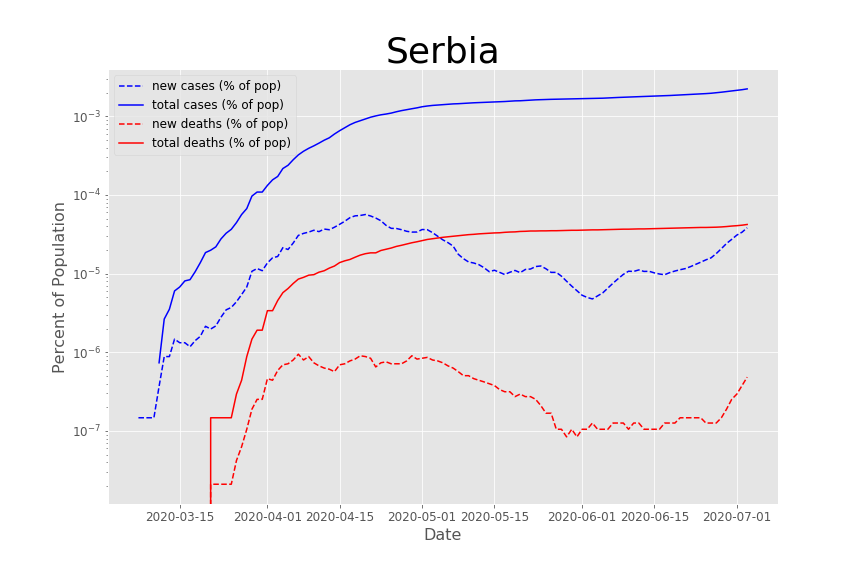 Serbia
new cases (% of pop)
total cases (% of pop)
new deaths (% of pop)
total deaths (% of pop)
10⁻³
10⁻⁴
10⁻⁵
10⁻⁶
10⁻⁷
Percent of Population
2020-03-15 2020-04-01 2020-04-15 2020-05-01 2020-05-15 2020-06-01 2020-06-15 2020-07-01
Date